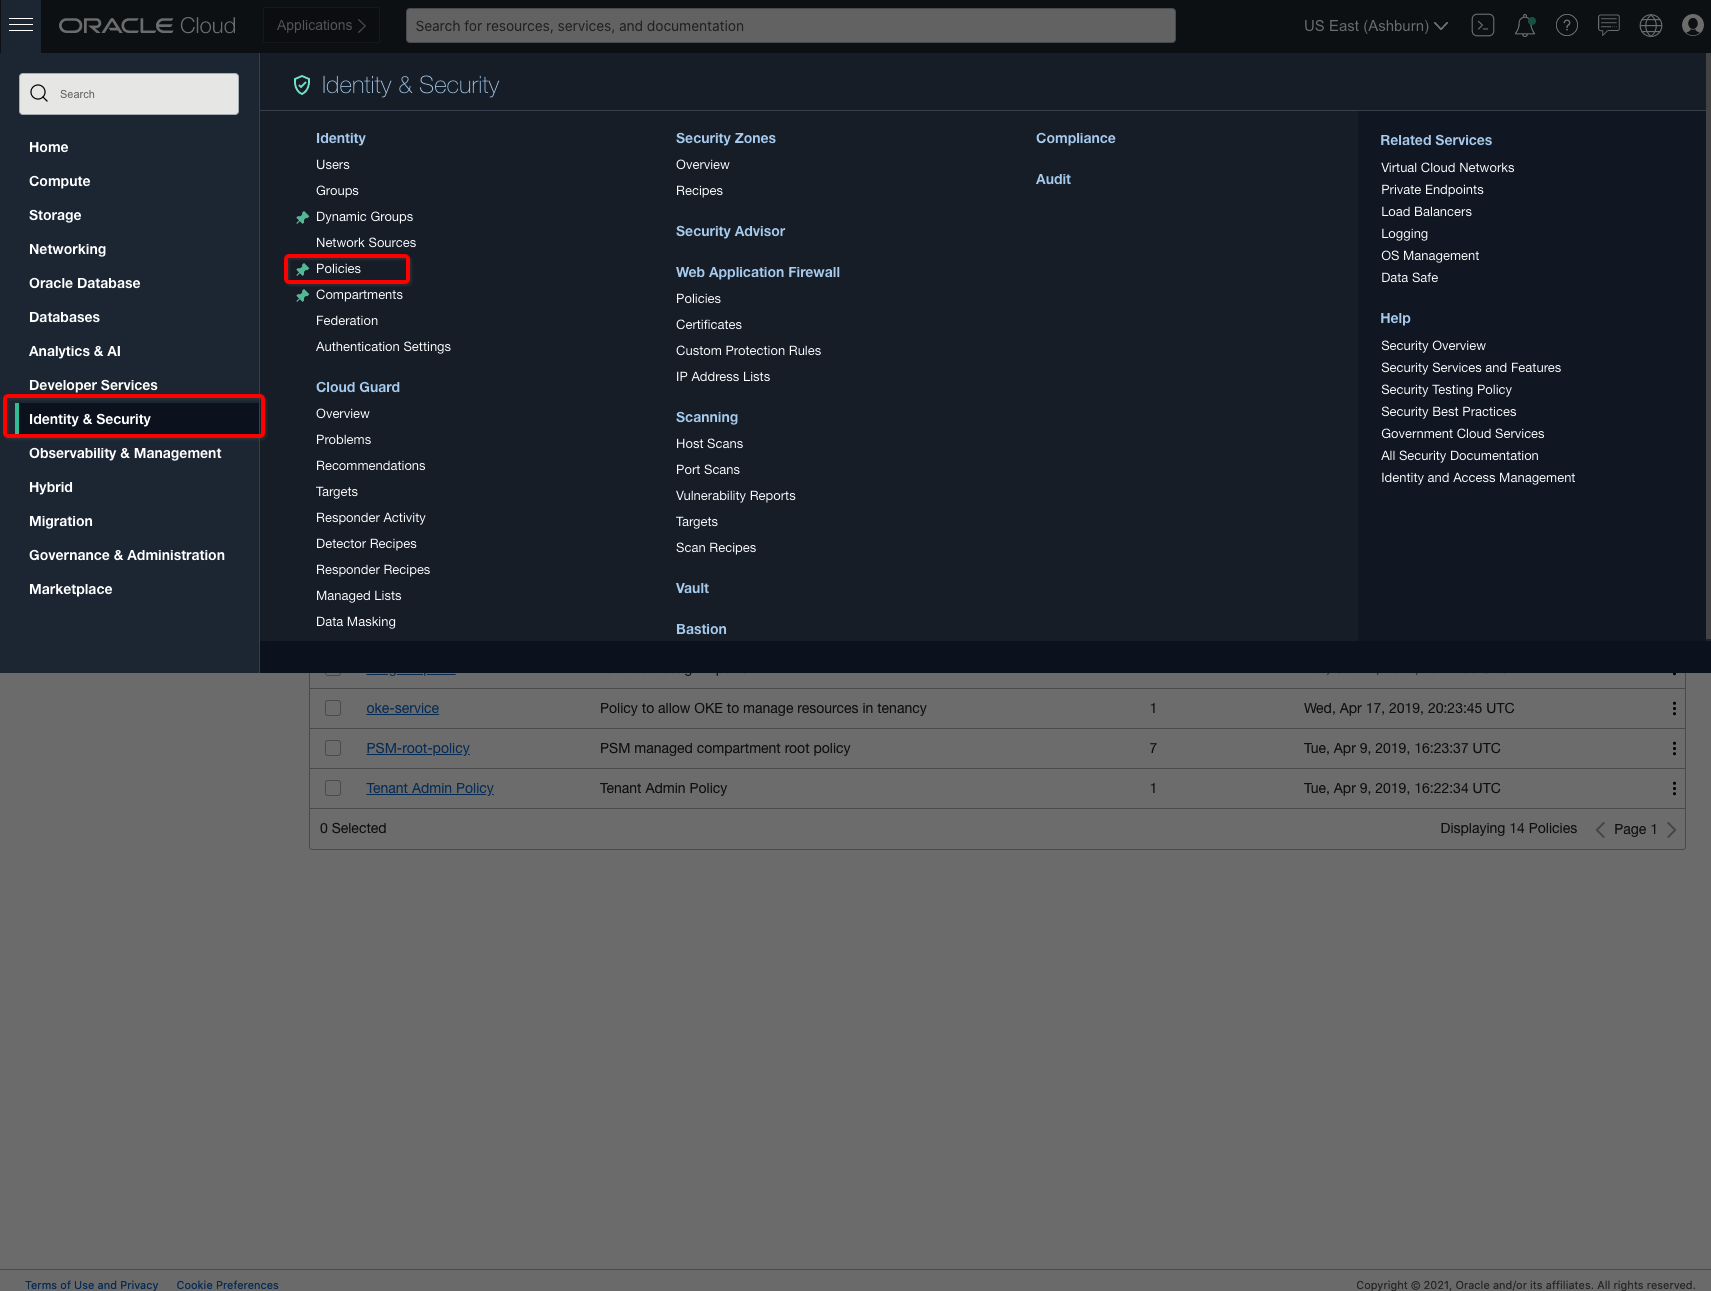 ORACLE Cloud
Applications
Search for resources, services, and documentation
US East (Ashburn)
Search
Home
Compute
Storage
Networking
Oracle Database
Databases
Analytics & AI
Developer Services
Identity & Security
Observability & Management
Hybrid
Migration
Governance & Administration
Marketplace
Identity & Security
Identity
Users
Groups
Dynamic Groups
Network Sources
Policies
Compartments
Federation
Authentication Settings
Cloud Guard
Overview
Problems
Recommendations
Targets
Responder Activity
Detector Recipes
Responder Recipes
Managed Lists
Data Masking
Security Zones
Overview
Recipes
Security Advisor
Web Application Firewall
Policies
Certificates
Custom Protection Rules
IP Address Lists
Scanning
Host Scans
Port Scans
Vulnerability Reports
Targets
Scan Recipes
Vault
Bastion
Compliance
Audit
Related Services
Virtual Cloud Networks
Private Endpoints
Load Balancers
Logging
OS Management
Data Safe
Help
Security Overview
Security Services and Features
Security Testing Policy
Security Best Practices
Government Cloud Services
All Security Documentation
Identity and Access Management
oke-service Policy to allow OKE to manage resources in tenancy 1 Wed, Apr 17, 2019, 20:23:45 UTC
PSM-root-policy PSM managed compartment root policy 7 Tue, Apr 9, 2019, 16:23:37 UTC
Tenant Admin Policy Tenant Admin Policy 1 Tue, Apr 9, 2019, 16:22:34 UTC
0 Selected Displaying 14 Policies Page 1
Terms of Use and Privacy Cookie Preferences Copyright © 2021, Oracle and/or its affiliates. All rights reserved.